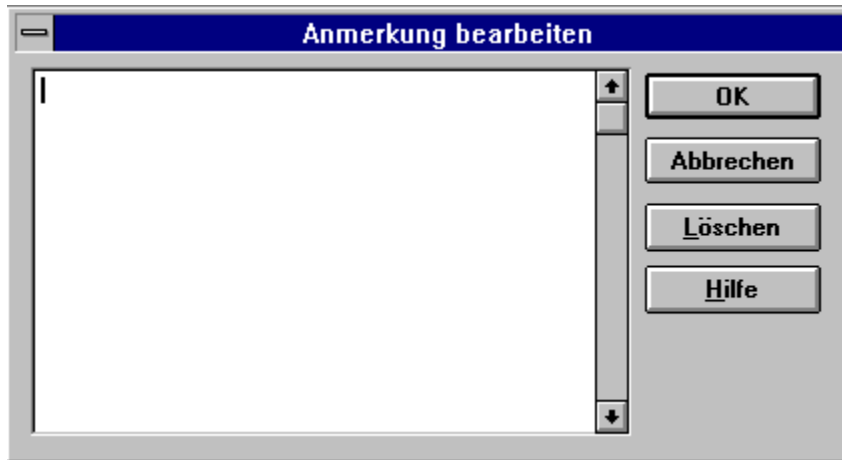 Anmerkung bearbeiten
OK
Abbrechen
Löschen
Hilfe